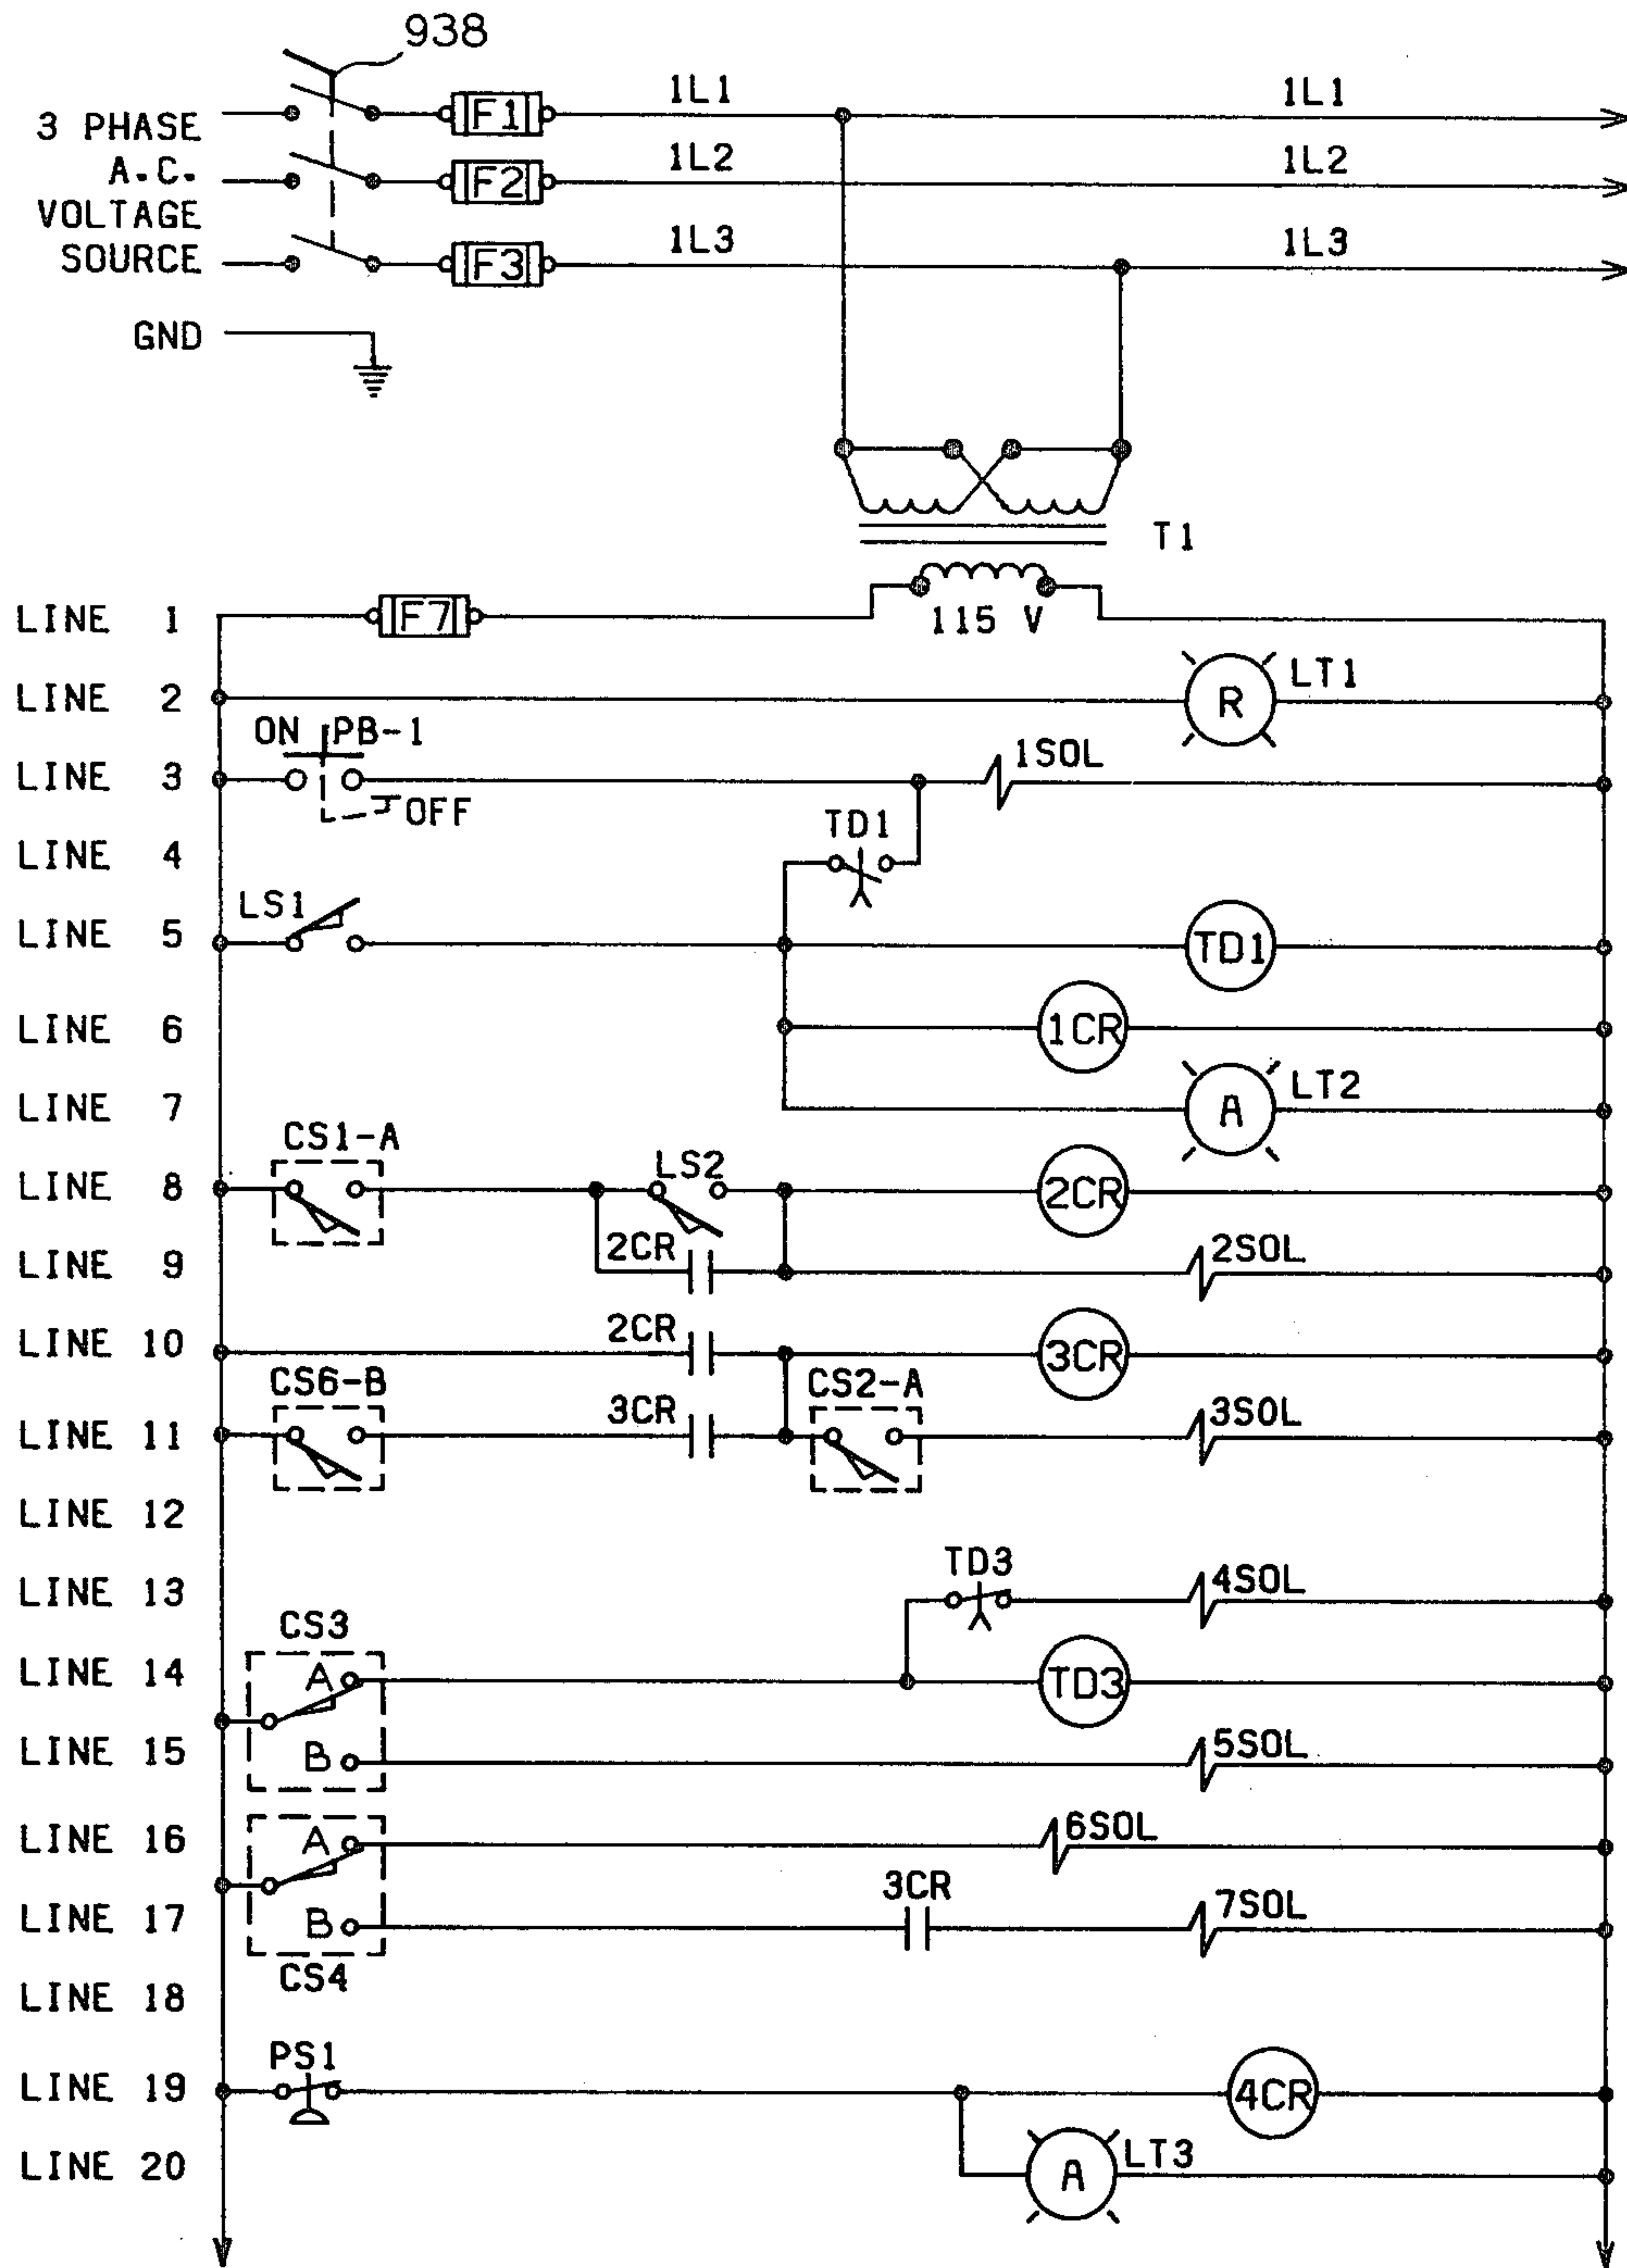 938
3 PHASE
A.C.
VOLTAGE
SOURCE
F1 1L1 1L1
F2 1L2 1L2
F3 1L3 1L3
GND
T1
LINE 1 F7 115 V
LINE 2 R LT1
ON PB-1
LINE 3 1SOL
OFF
LINE 4 TD1
LINE 5 LS1 TD1
LINE 6 1CR
LINE 7 A LT2
CS1-A
LINE 8 LS2 2CR
LINE 9 2CR 2SOL
LINE 10 2CR 3CR
CS6-B CS2-A
LINE 11 3CR 3SOL
LINE 12
LINE 13 TD3 4SOL
CS3
LINE 14 A TD3
LINE 15 B 5SOL
LINE 16 A 6SOL
LINE 17 B 3CR 7SOL
CS4
LINE 18
PS1
LINE 19 4CR
LINE 20 A LT3